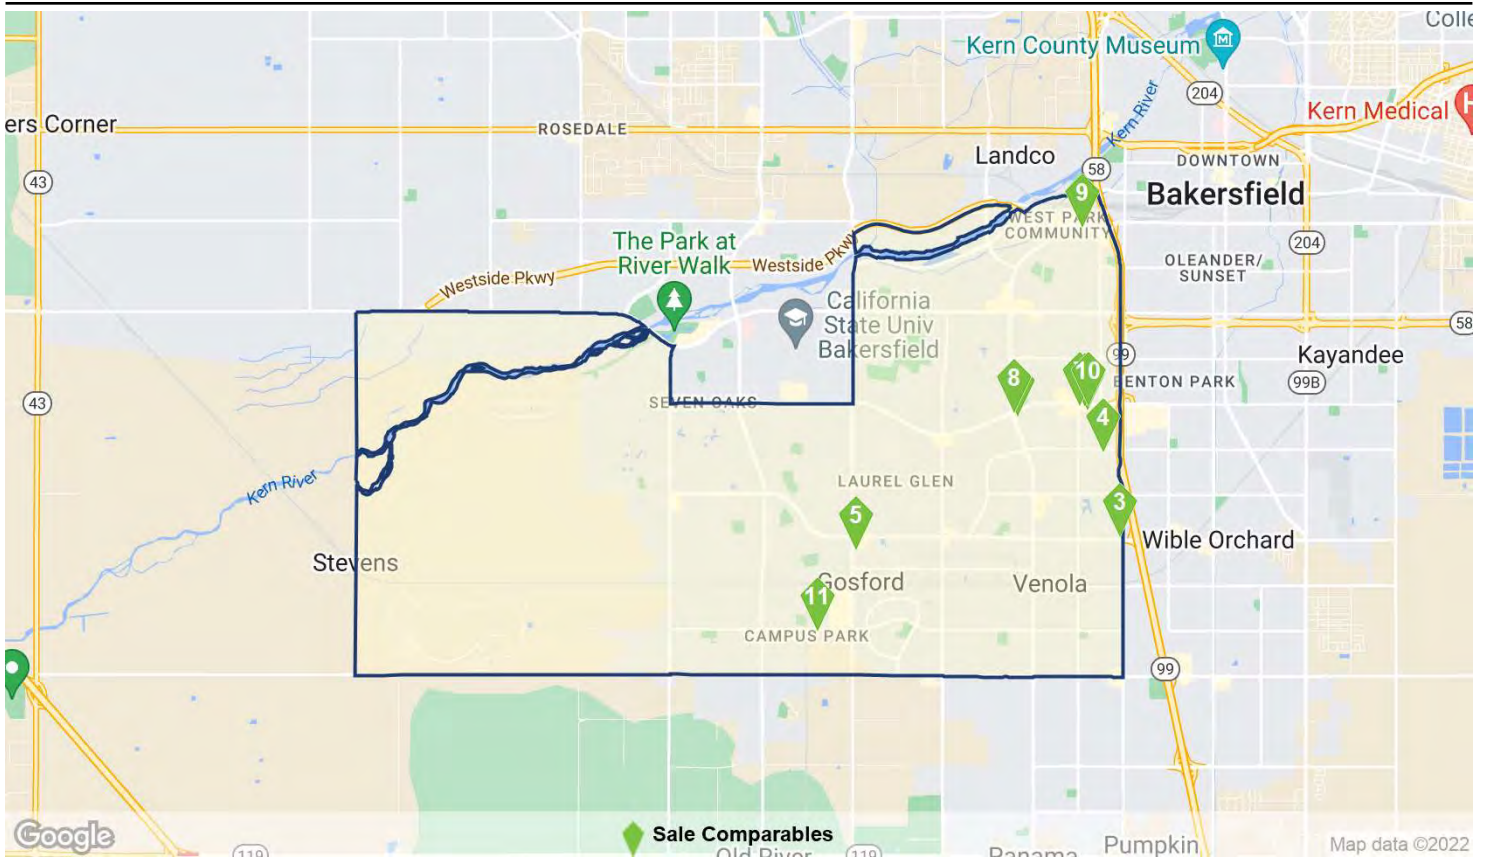 Colle
Kern County Museum
204
Kern River
Kern Medical
H
ers Corner
ROSEDALE
Landco
DOWNTOWN
58
43
9
Bakersfield
WEST PARK
COMMUNITY
The Park at
River Walk
Westside Pkwy
Westside Pkwy
204
OLEANDER/
SUNSET
California
State Univ
Bakersfield
58
99
Kayandee
8
10
BENTON PARK
99B
43
SEVEN OAKS
4
Kern River
LAUREL GLEN
5
3
Wible Orchard
Stevens
Gosford
Venola
11
CAMPUS PARK
99
Google
Sale Comparables
119
Old River
119
Panama
Pumpkin
Map data ©2022